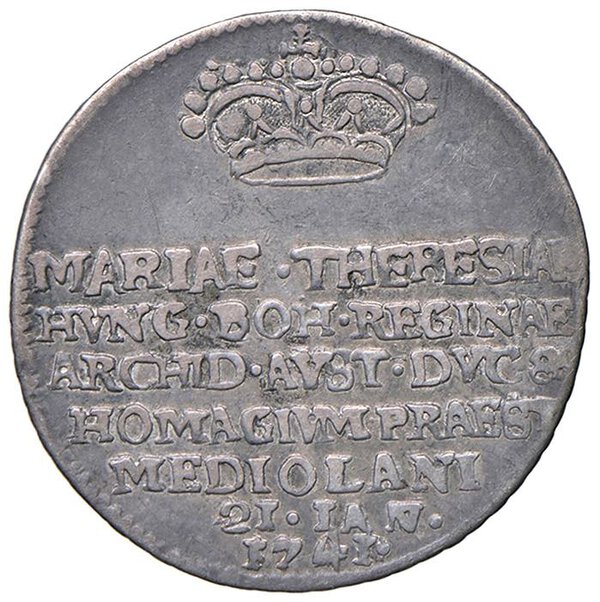 MARIAE · THERESIAE
HVNG · BOH · REGINAE
ARCHID · AVST · DVC &
HOMAGIVM PRAEST
MEDIOLANI
21 · IAN ·
1741 ·